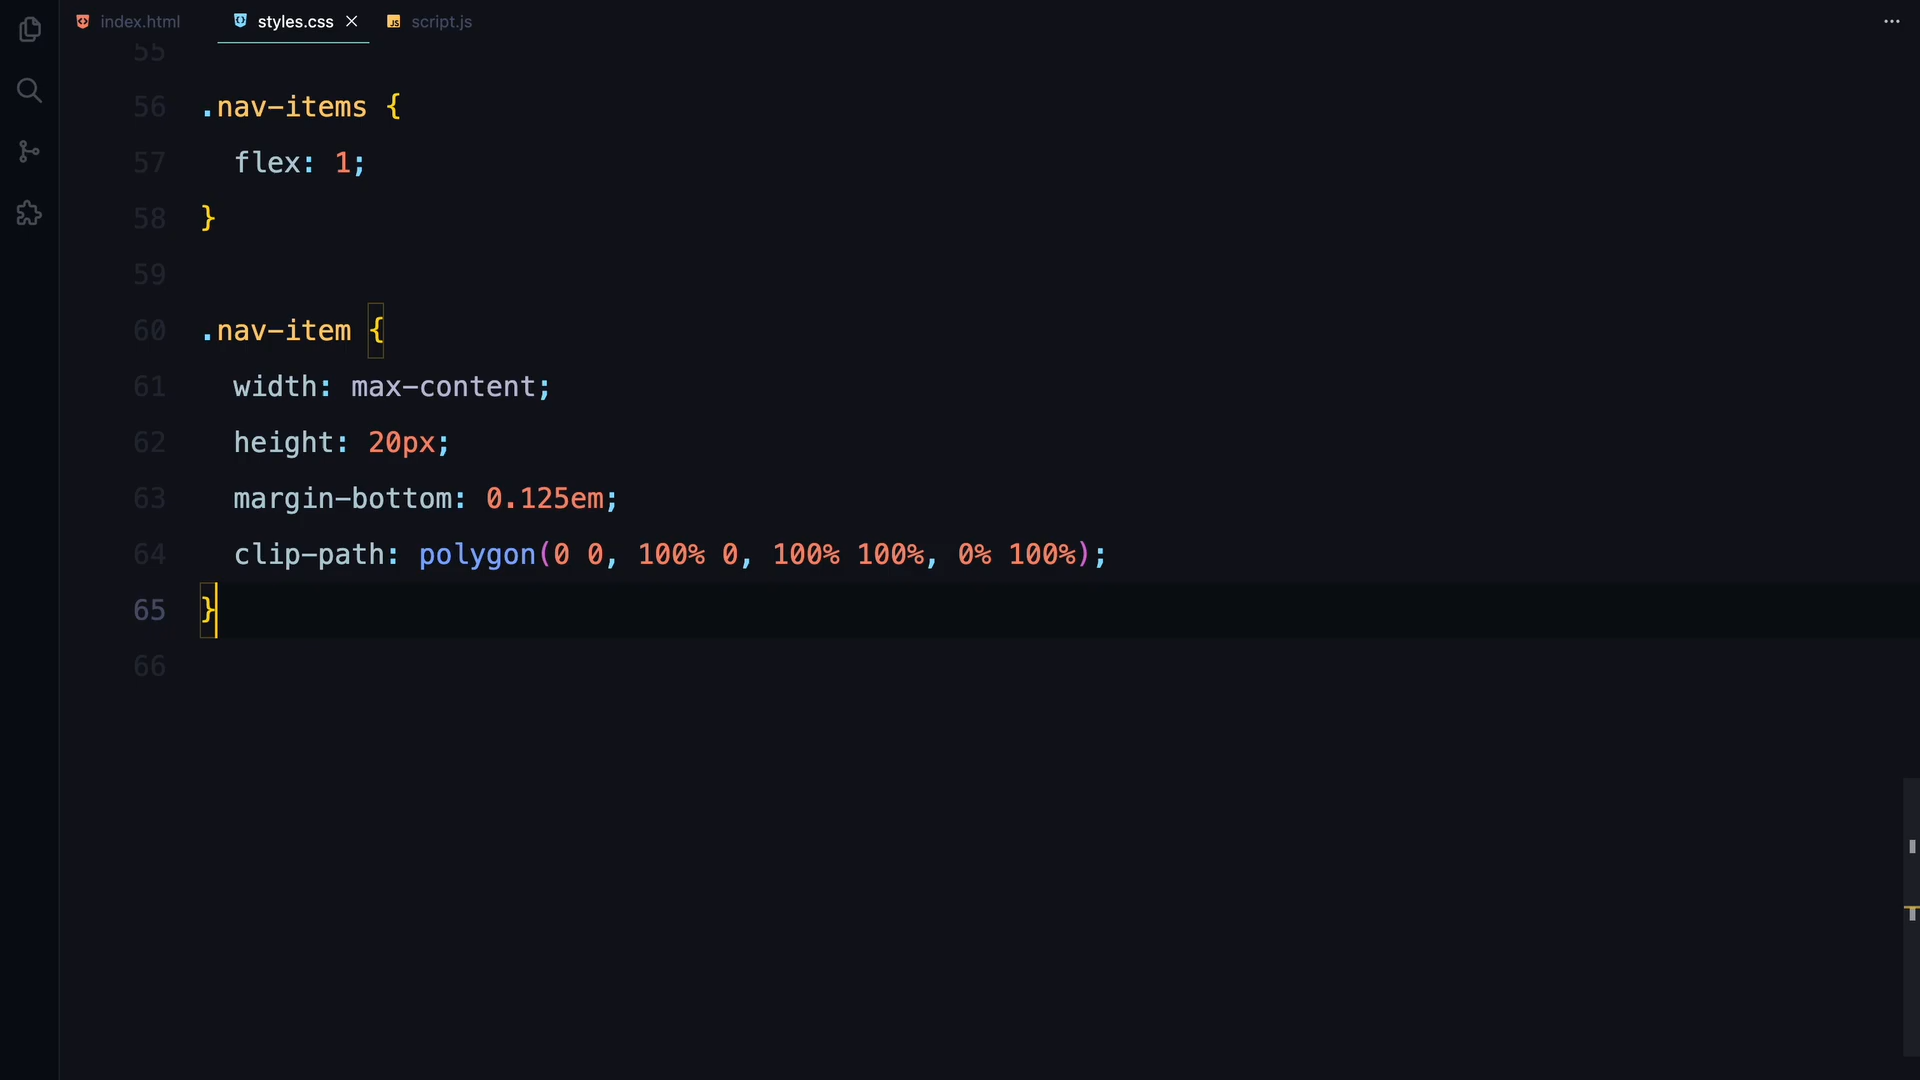 index.html styles.css script.js
55
56 .nav-items {
57 flex: 1;
58 }
59
60 .nav-item {
61 width: max-content;
62 height: 20px;
63 margin-bottom: 0.125em;
64 clip-path: polygon(0 0, 100% 0, 100% 100%, 0% 100%);
65 }
66